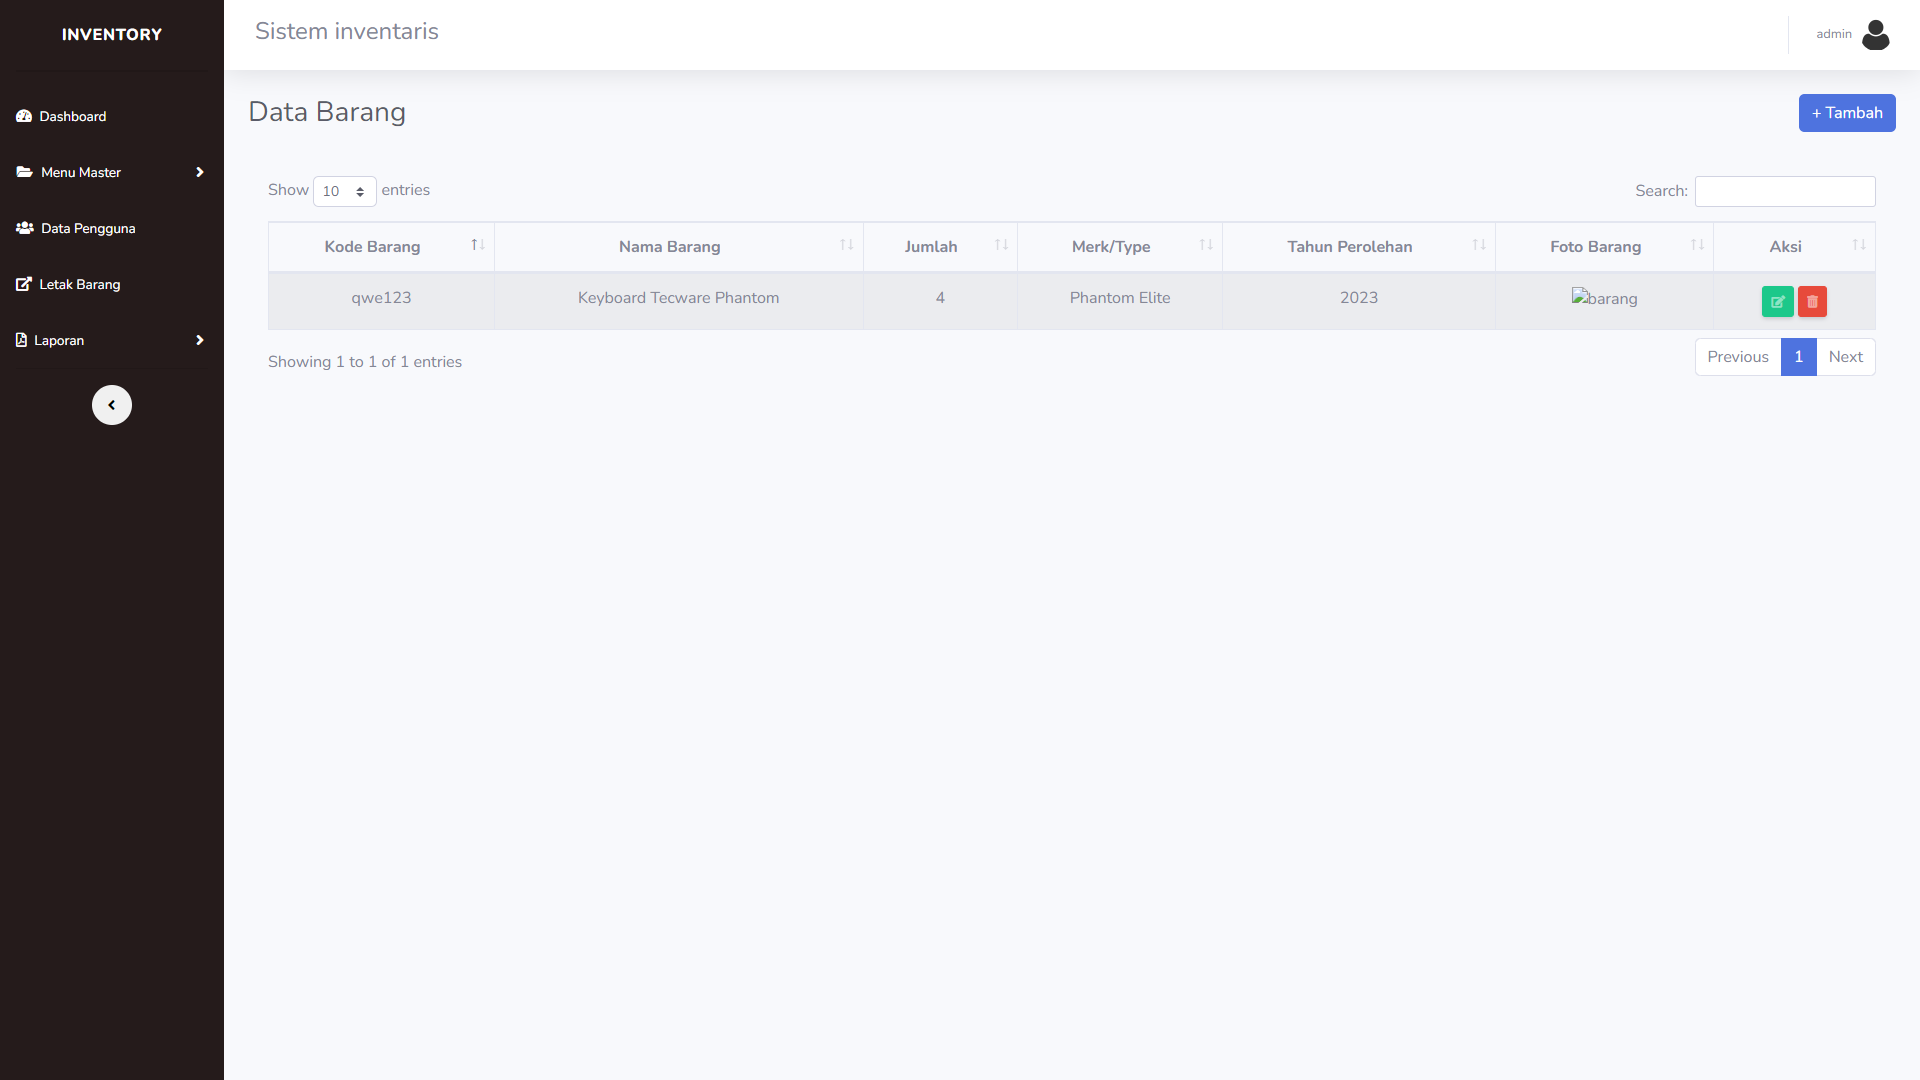 INVENTORY
Sistem inventaris
admin
Dashboard
Menu Master
Data Pengguna
Letak Barang
Laporan
Data Barang
+ Tambah
Show 10 entries
Search:
Kode Barang Nama Barang Jumlah Merk/Type Tahun Perolehan Foto Barang Aksi
qwe123 Keyboard Tecware Phantom 4 Phantom Elite 2023 barang
Showing 1 to 1 of 1 entries
Previous 1 Next